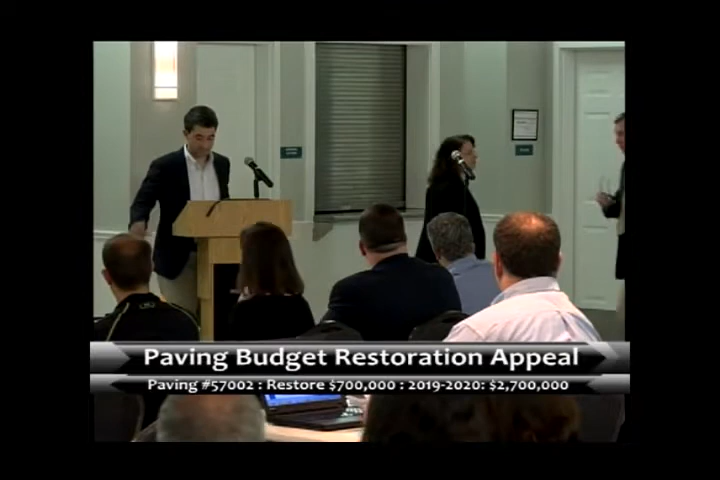 Paving Budget Restoration Appeal
Paving #57002 : Restore $700,000 : 2019-2020: $2,700,000